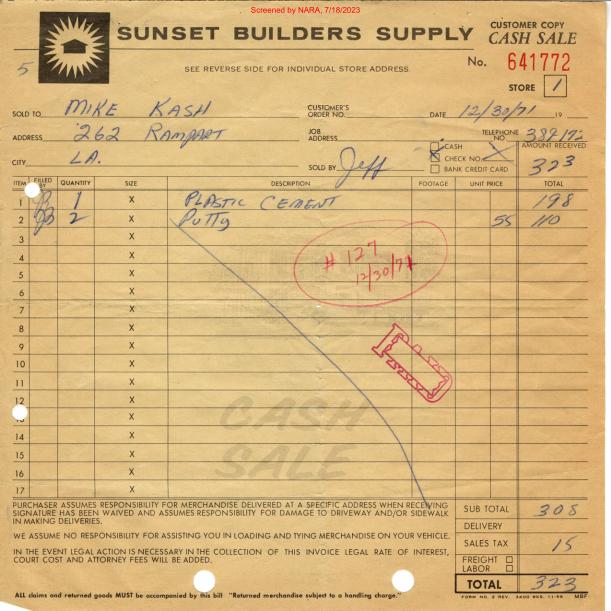 Screened by NARA, 7/18/2023
SUNSET BUILDERS SUPPLY
CUSTOMER COPY
CASH SALE
No. 641772
5
SEE REVERSE SIDE FOR INDIVIDUAL STORE ADDRESS.
STORE 1
SOLD TO MIKE KASH
CUSTOMER'S ORDER NO.
DATE 12/30/71 19
ADDRESS 262 RAMPART
JOB ADDRESS
TELEPHONE NO.
CITY LA.
SOLD BY Jeff
CASH
CHECK NO.
BANK CREDIT CARD
AMOUNT RECEIVED
323
ITEM FILLED BY QUANTITY SIZE DESCRIPTION FOOTAGE UNIT PRICE TOTAL
1 JB 1 X PLASTIC CEMENT 198
2 JB 2 X PUTTY 55 110
3 X
4 X
5 X
6 X
7 X
8 X
9 X
10 X
11 X
12 X
13 X
14 X
15 X
16 X
17 X
# 127
12/30/71
CASH
SALE
PURCHASER ASSUMES RESPONSIBILITY FOR MERCHANDISE DELIVERED AT A SPECIFIC ADDRESS WHEN RECEIVING
SIGNATURE HAS BEEN WAIVED AND ASSUMES RESPONSIBILITY FOR DAMAGE TO DRIVEWAY AND/OR SIDEWALK
IN MAKING DELIVERIES.
WE ASSUME NO RESPONSIBILITY FOR ASSISTING YOU IN LOADING AND TYING MERCHANDISE ON YOUR VEHICLE.
IN THE EVENT LEGAL ACTION IS NECESSARY IN THE COLLECTION OF THIS INVOICE LEGAL RATE OF INTEREST,
COURT COST AND ATTORNEY FEES WILL BE ADDED.
SUB TOTAL 308
DELIVERY
SALES TAX 15
FREIGHT
LABOR
TOTAL 323
ALL claims and returned goods MUST be accompanied by this bill "Returned merchandise subject to a handling charge."
FORM NO. 2 REV. MBF